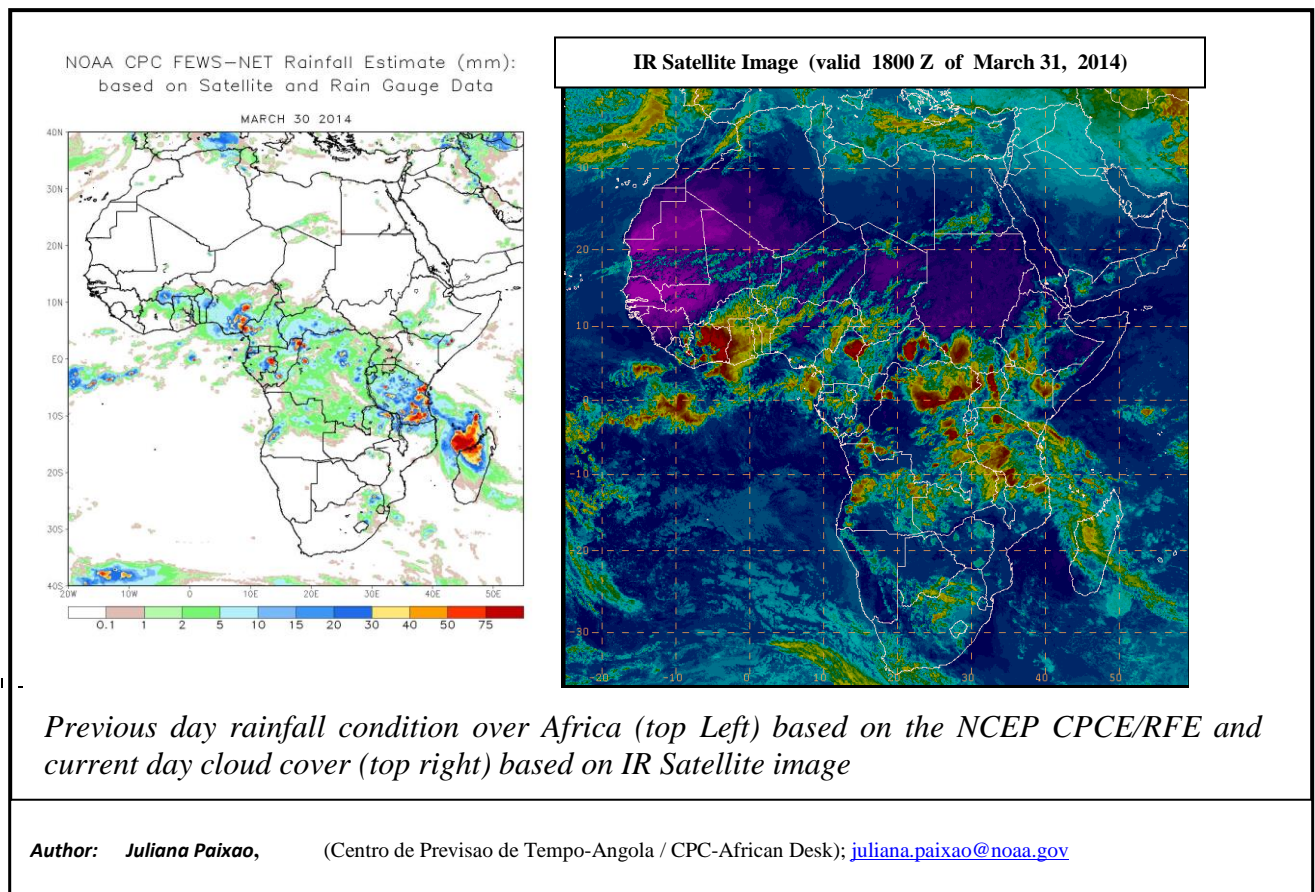 NOAA CPC FEWS-NET Rainfall Estimate (mm):
based on Satellite and Rain Gauge Data
MARCH 30 2014
40N
30N
20N
10N
EQ
10S
20S
30S
40S
20W 10W 0 10E 20E 30E 40E 50E
0.1 1 2 5 10 15 20 30 40 50 75
IR Satellite Image (valid 1800 Z of March 31, 2014)
30
20
10
0
-10
-20
-30
-20 -10 0 10 20 30 40 50
Previous day rainfall condition over Africa (top Left) based on the NCEP CPCE/RFE and
current day cloud cover (top right) based on IR Satellite image
Author: Juliana Paixao, (Centro de Previsao de Tempo-Angola / CPC-African Desk); juliana.paixao@noaa.gov